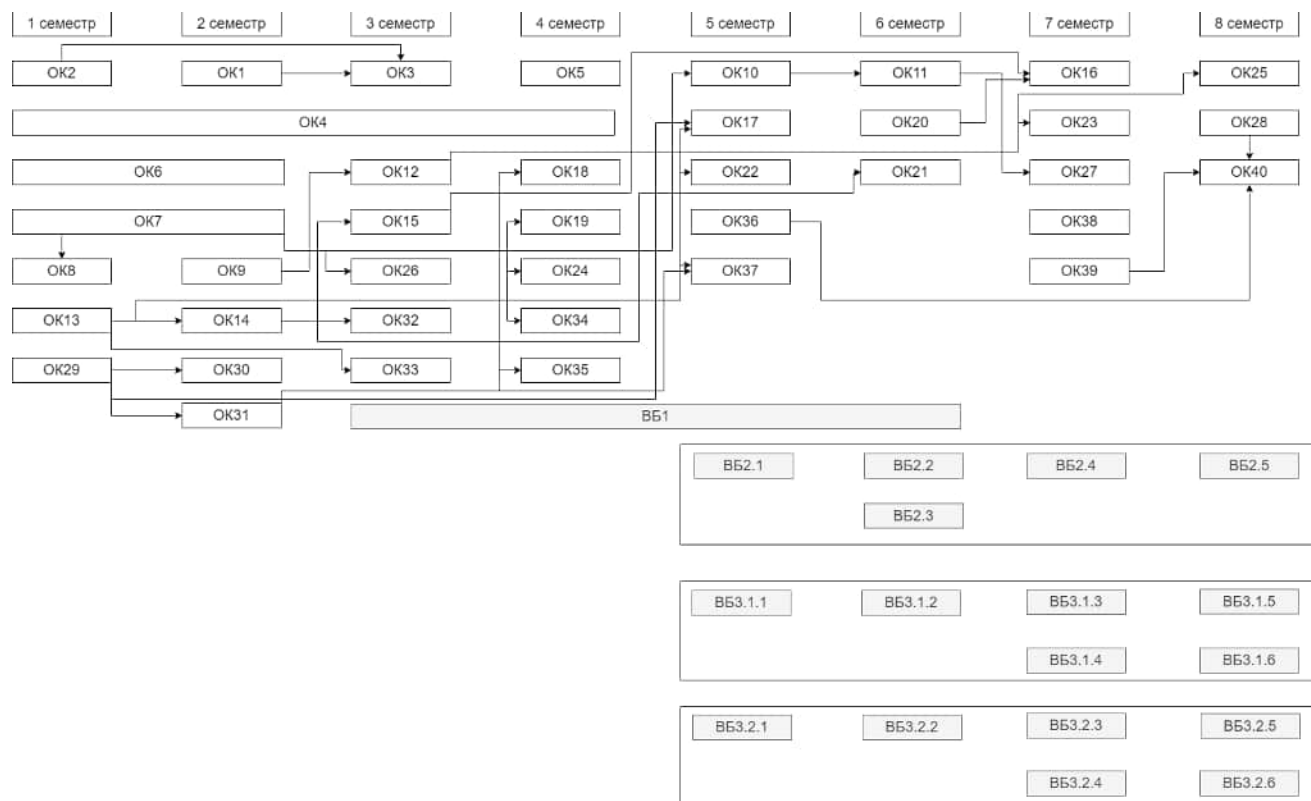 1 семестр 2 семестр 3 семестр 4 семестр 5 семестр 6 семестр 7 семестр 8 семестр
ОК2 ОК1 ОК3 ОК5 ОК10 ОК11 ОК16 ОК25
ОК4 ОК17 ОК20 ОК23 ОК28
ОК6 ОК12 ОК18 ОК22 ОК21 ОК27 ОК40
ОК7 ОК15 ОК19 ОК36 ОК38
ОК8 ОК9 ОК26 ОК24 ОК37 ОК39
ОК13 ОК14 ОК32 ОК34
ОК29 ОК30 ОК33 ОК35
ОК31 ВБ1
ВБ2.1 ВБ2.2 ВБ2.4 ВБ2.5
ВБ2.3
ВБ3.1.1 ВБ3.1.2 ВБ3.1.3 ВБ3.1.5
ВБ3.1.4 ВБ3.1.6
ВБ3.2.1 ВБ3.2.2 ВБ3.2.3 ВБ3.2.5
ВБ3.2.4 ВБ3.2.6